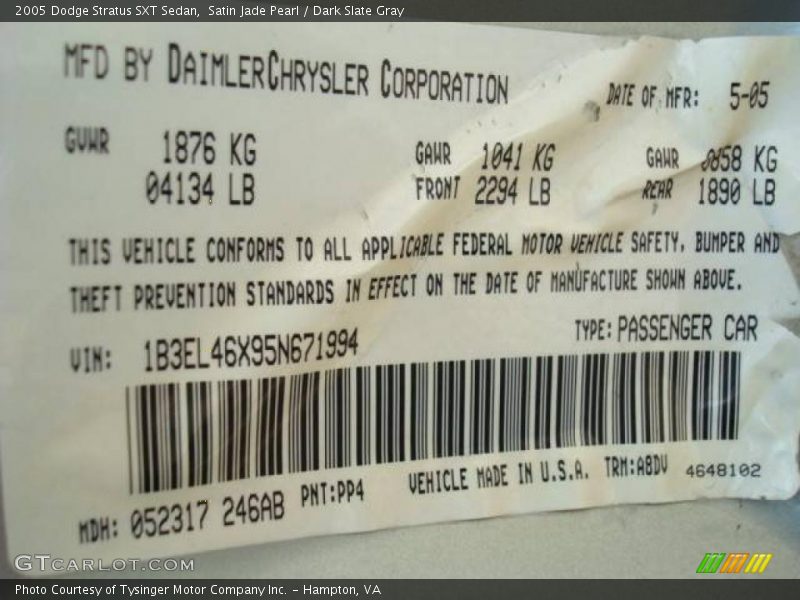 2005 Dodge Stratus SXT Sedan,  Satin Jade Pearl / Dark Slate Gray
MFD BY DAIMLERCHRYSLER CORPORATION
DATE OF MFR: 5-05
GVWR 1876 KG GAWR 1041 KG GAWR 0858 KG
04134 LB FRONT 2294 LB REAR 1890 LB
THIS VEHICLE CONFORMS TO ALL APPLICABLE FEDERAL MOTOR VEHICLE SAFETY, BUMPER AND
THEFT PREVENTION STANDARDS IN EFFECT ON THE DATE OF MANUFACTURE SHOWN ABOVE.
VIN: 1B3EL46X95N671994 TYPE: PASSENGER CAR
MDH: 052317 246AB PNT:PP4 VEHICLE MADE IN U.S.A. TRM:A8DV 4648102
GTCARLOT.COM
Photo Courtesy of Tysinger Motor Company Inc. - Hampton, VA